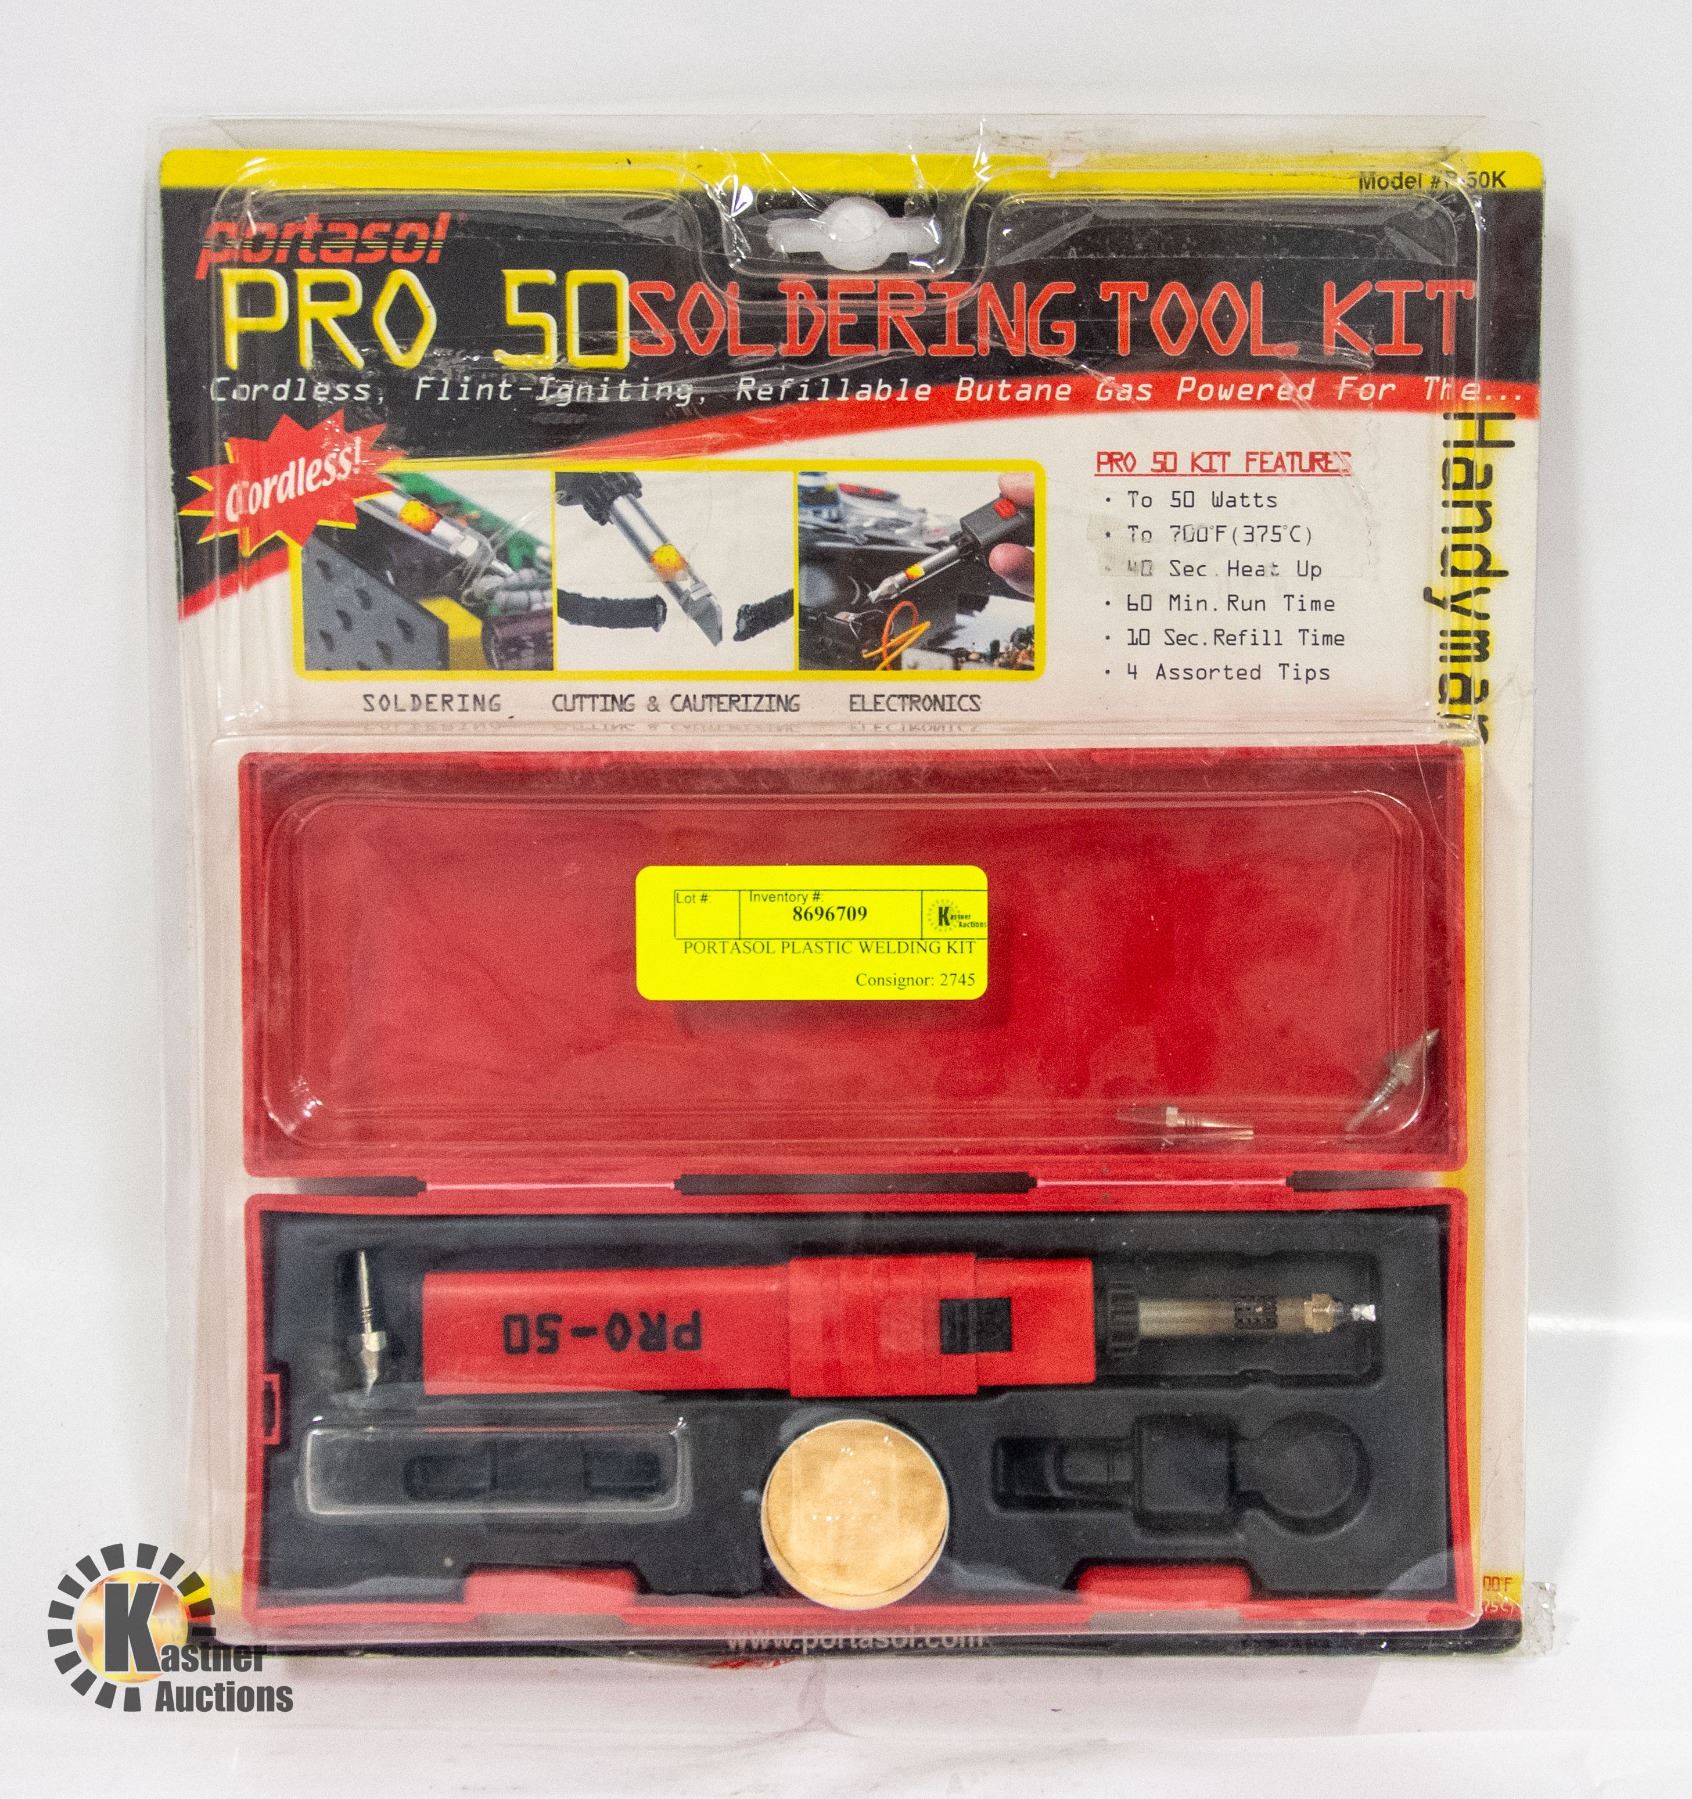 Model #P-50K
portasol
PRO 50 SOLDERING TOOL KIT
Cordless, Flint-Igniting, Refillable Butane Gas Powered For The...
Handyman
Cordless!
PRO 50 KIT FEATURES
· To 50 Watts
· To 700°F(375°C)
· 40 Sec.Heat Up
· 60 Min.Run Time
· 10 Sec.Refill Time
· 4 Assorted Tips
SOLDERING
CUTTING & CAUTERIZING
ELECTRONICS
Lot #:
Inventory #:
8696709
Kastner Auctions
PORTASOL PLASTIC WELDING KIT
Consignor: 2745
PRO-50
www.portasol.com
Kastner
Auctions